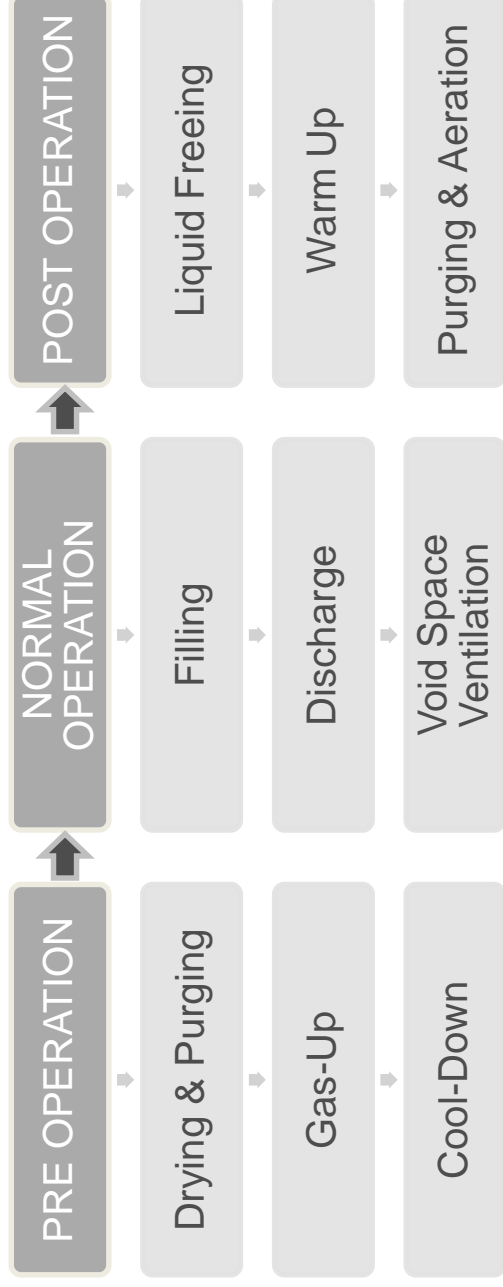 PRE OPERATION
Drying & Purging
Gas-Up
Cool-Down
NORMAL
OPERATION
Filling
Discharge
Void Space
Ventilation
POST OPERATION
Liquid Freeing
Warm Up
Purging & Aeration